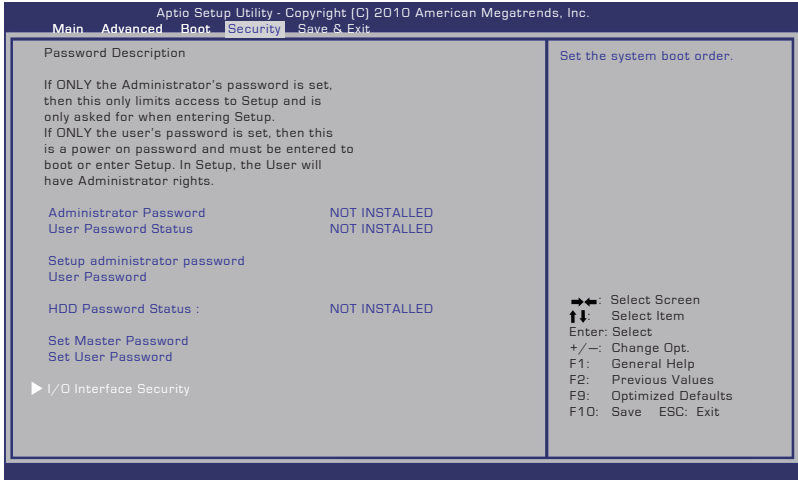 Aptio Setup Utility - Copyright (C) 2010 American Megatrends, Inc.
Main Advanced Boot Security Save & Exit
Password Description
If ONLY the Administrator's password is set,
then this only limits access to Setup and is
only asked for when entering Setup.
If ONLY the user's password is set, then this
is a power on password and must be entered to
boot or enter Setup. In Setup, the User will
have Administrator rights.
Administrator Password NOT INSTALLED
User Password Status NOT INSTALLED
Setup administrator password
User Password
HDD Password Status : NOT INSTALLED
Set Master Password
Set User Password
I/O Interface Security
Set the system boot order.
→←: Select Screen
↑↓: Select Item
Enter: Select
+/—: Change Opt.
F1: General Help
F2: Previous Values
F9: Optimized Defaults
F10: Save ESC: Exit